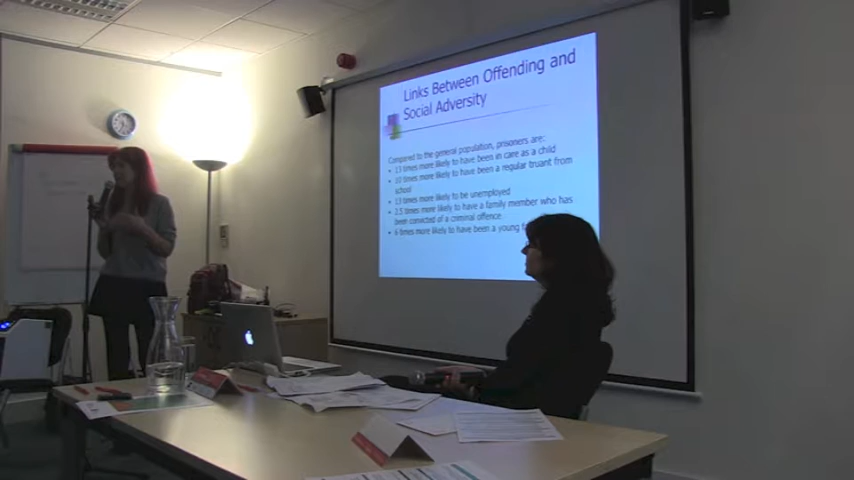 Links Between Offending and
Social Adversity
Compared to the general population, prisoners are:
• 13 times more likely to have been in care as a child
• 10 times more likely to have been a regular truant from
school
• 13 times more likely to be unemployed
• 2.5 times more likely to have a family member who has
been convicted of a criminal offence
• 6 times more likely to have been a young